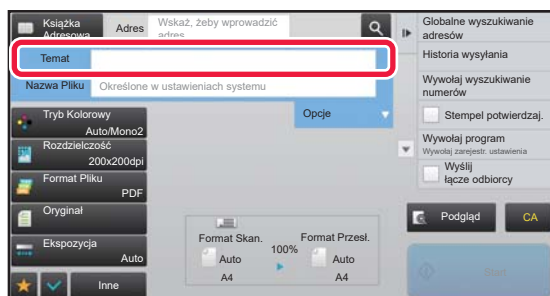 Książka
Adresowa
Adres
Wskaż, żeby wprowadzić
adres
Temat
Nazwa Pliku
Określone w ustawieniach systemu
Opcje
Tryb Kolorowy
Auto/Mono2
Rozdzielczość
200x200dpi
Format Pliku
PDF
Oryginał
Ekspozycja
Auto
Inne
Format Skan.
Auto
A4
100%
Format Przesł.
Auto
A4
Globalne wyszukiwanie
adresów
Historia wysyłania
Wywołaj wyszukiwanie
numerów
Stempel potwierdzaj.
Wywołaj program
Wywołaj zarejestr. ustawienia
Wyślij
łącze odbiorcy
Podgląd
CA
Start